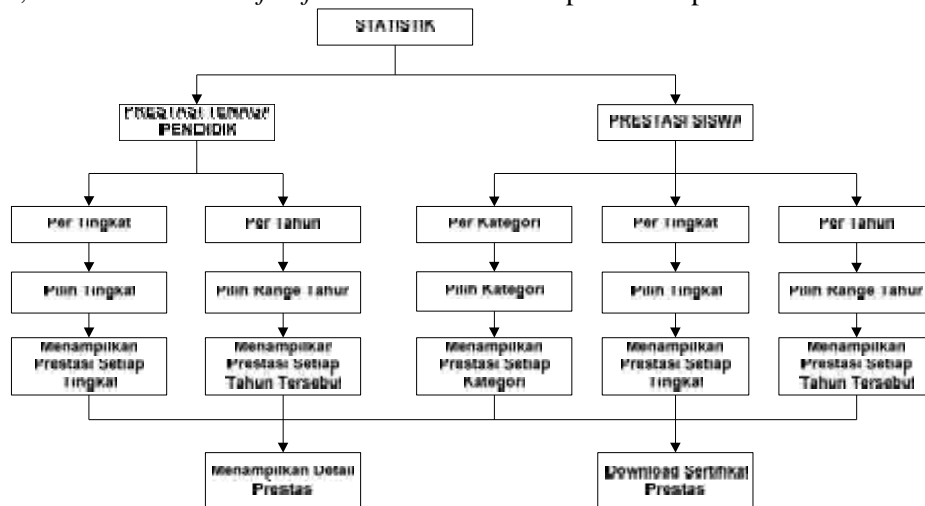 STATISTIK
PRESTASI TENAGA
PENDIDIK
PRESTASI SISWA
Per Tingkat
Per Tahun
Per Kategori
Per Tingkat
Per Tahun
Pilih Tingkat
Pilih Range Tahun
Pilih Kategori
Pilih Tingkat
Pilih Range Tahun
Menampilkan
Prestasi Setiap
Tingkat
Menampilkan
Prestasi Setiap
Tahun Tersebut
Menampilkan
Prestasi Setiap
Kategori
Menampilkan
Prestasi Setiap
Tingkat
Menampilkan
Prestasi Setiap
Tahun Tersebut
Menampilkan Detail
Prestasi
Download Sertifikat
Prestasi